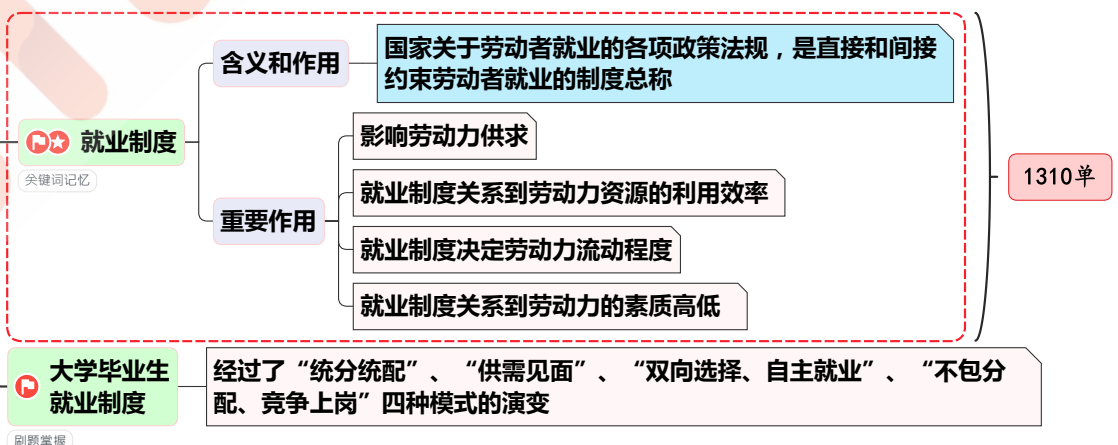 含义和作用
国家关于劳动者就业的各项政策法规，是直接和间接
约束劳动者就业的制度总称
就业制度
关键词记忆
重要作用
影响劳动力供求
就业制度关系到劳动力资源的利用效率
就业制度决定劳动力流动程度
就业制度关系到劳动力的素质高低
1310单
大学毕业生
就业制度
经过了“统分统配”、“供需见面”、“双向选择、自主就业”、“不包分
配、竞争上岗”四种模式的演变
刷题掌握